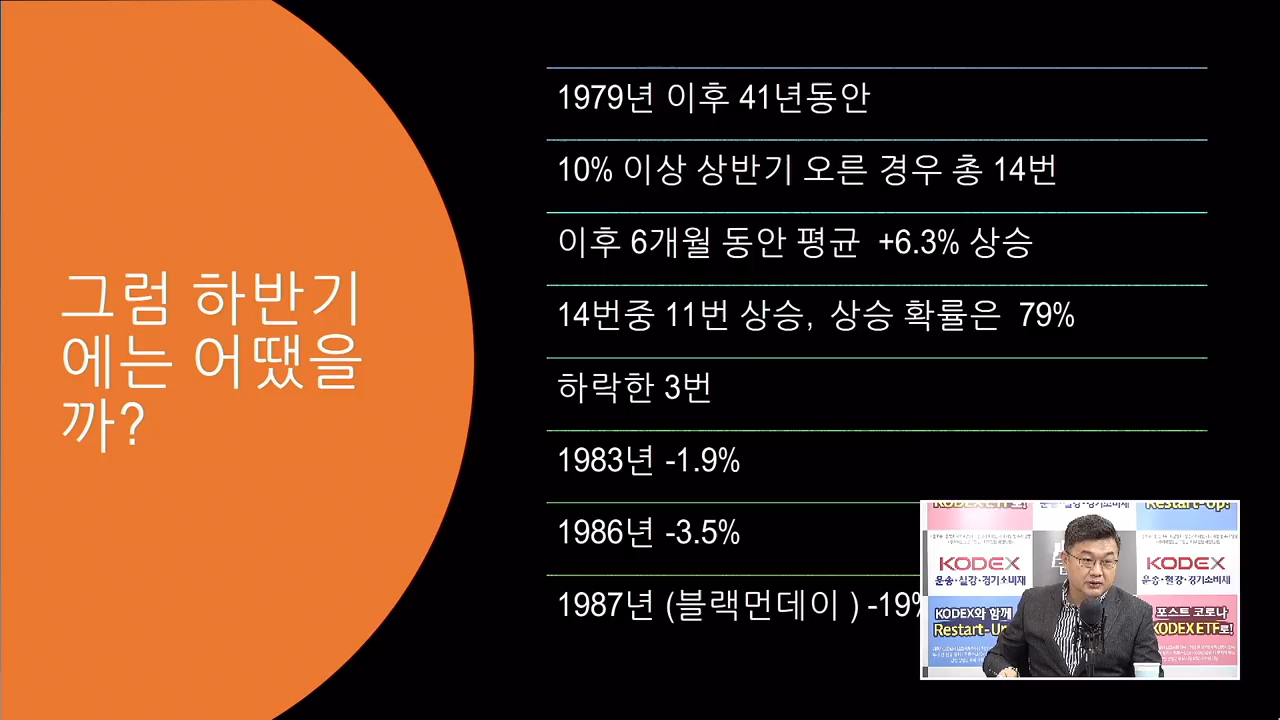 그럼 하반기
에는 어땠을
까?
1979년 이후 41년동안
10% 이상 상반기 오른 경우 총 14번
이후 6개월 동안 평균 +6.3% 상승
14번중 11번 상승, 상승 확률은 79%
하락한 3번
1983년 -1.9%
1986년 -3.5%
1987년 (블랙먼데이 ) -19%
KODEX ETF로!
Restart-Up!
KODEX
운송·철강·경기소비재
KODEX
운송·철강·경기소비재
KODEX와 함께
Restart-Up
포스트 코로나
KODEX ETF로!